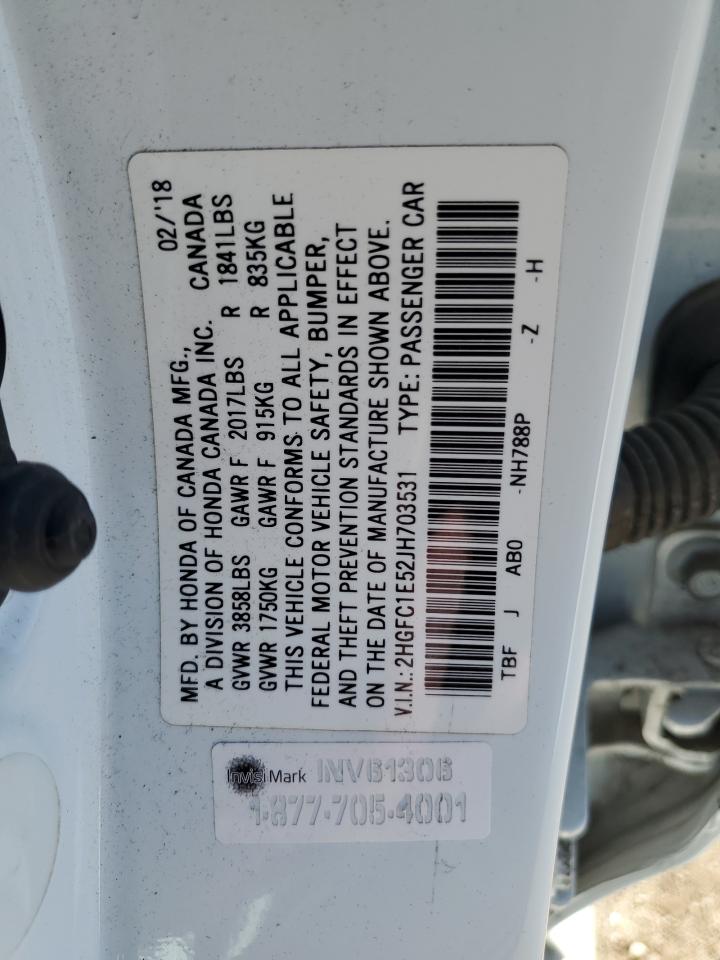 MFD. BY HONDA OF CANADA MFG., 02/'18
A DIVISION OF HONDA CANADA INC. CANADA
GVWR 3858LBS GAWR F 2017LBS R 1841LBS
GVWR 1750KG GAWR F 915KG R 835KG
THIS VEHICLE CONFORMS TO ALL APPLICABLE
FEDERAL MOTOR VEHICLE SAFETY, BUMPER,
AND THEFT PREVENTION STANDARDS IN EFFECT
ON THE DATE OF MANUFACTURE SHOWN ABOVE.
V.I.N.: 2HGFC1E52JH703531 TYPE: PASSENGER CAR
TBF J AB0 -NH788P -Z -H
InvisiMark INV61306
1-877-705-4001